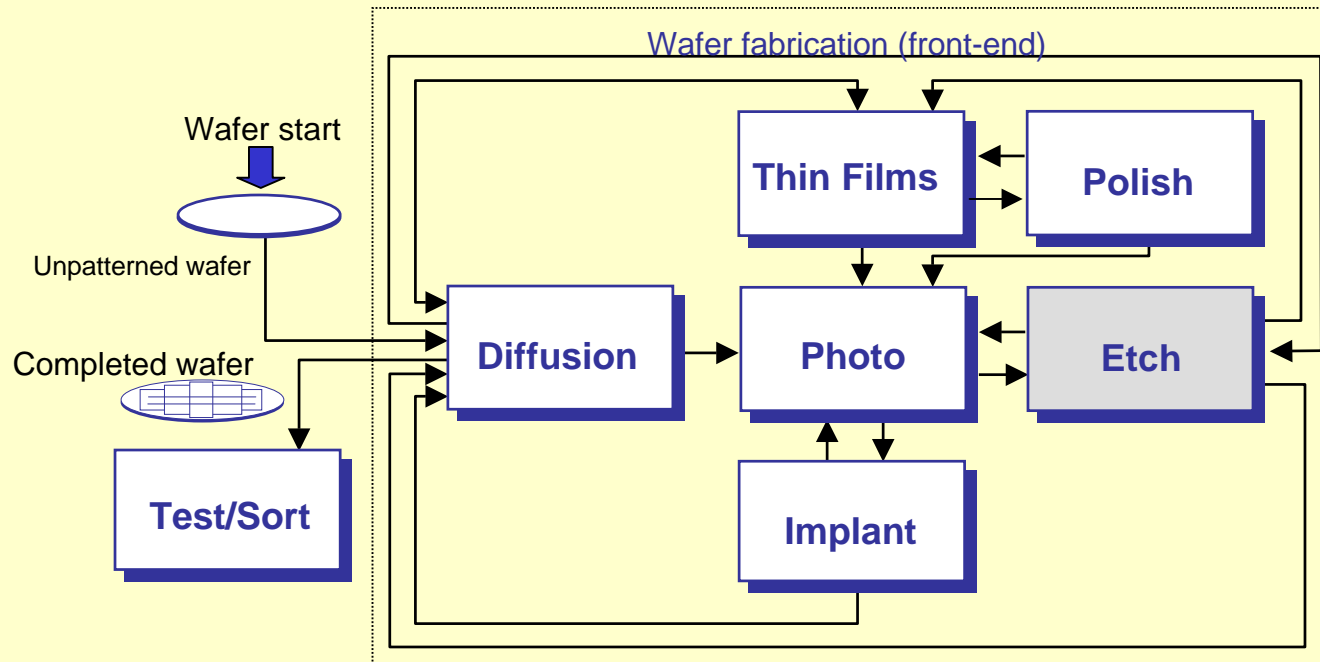 Wafer fabrication (front-end)
Wafer start
Thin Films
Polish
Unpatterned wafer
Diffusion
Photo
Etch
Completed wafer
Test/Sort
Implant